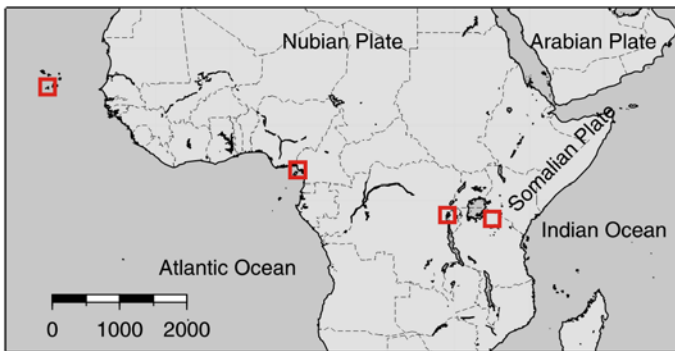 Nubian Plate
Arabian Plate
Somalian Plate
Indian Ocean
Atlantic Ocean
0 1000 2000